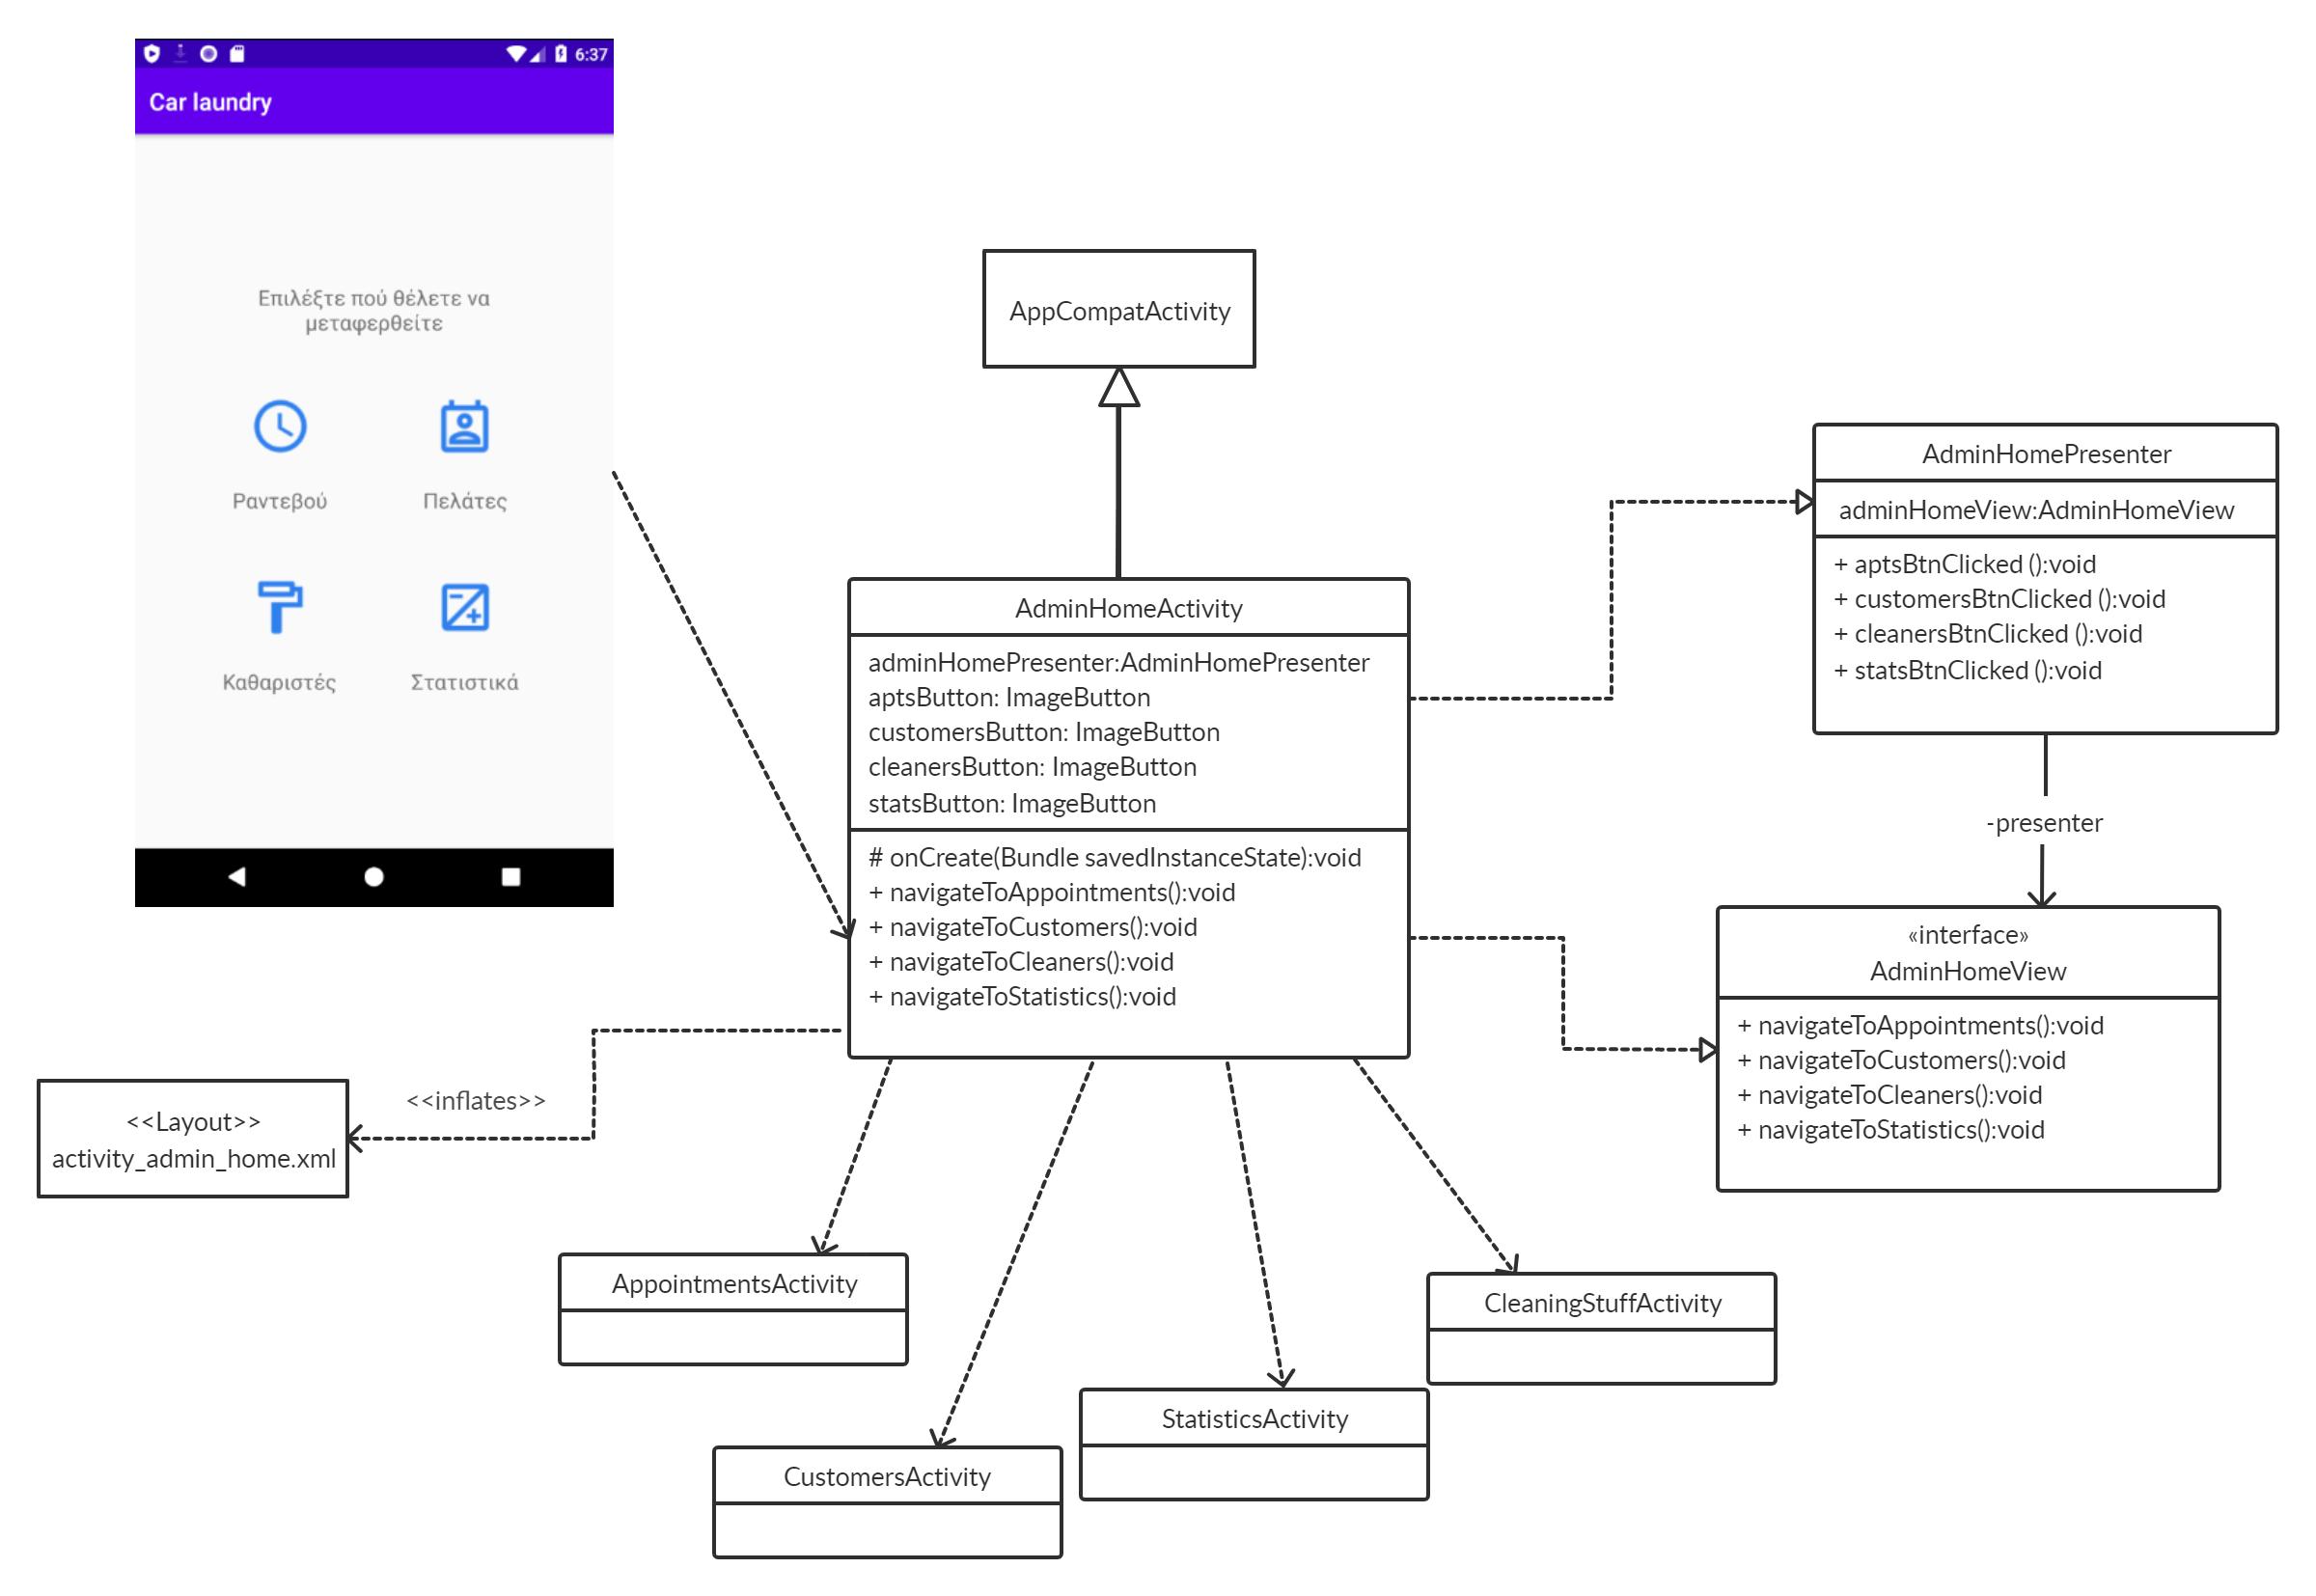 6:37
Car laundry
Επιλέξτε πού θέλετε να
μεταφερθείτε
Ραντεβού
Πελάτες
Καθαριστές
Στατιστικά
AppCompatActivity
AdminHomePresenter
adminHomeView:AdminHomeView
+ aptsBtnClicked ():void
+ customersBtnClicked ():void
+ cleanersBtnClicked ():void
+ statsBtnClicked ():void
AdminHomeActivity
adminHomePresenter:AdminHomePresenter
aptsButton: ImageButton
customersButton: ImageButton
cleanersButton: ImageButton
statsButton: ImageButton
# onCreate(Bundle savedInstanceState):void
+ navigateToAppointments():void
+ navigateToCustomers():void
+ navigateToCleaners():void
+ navigateToStatistics():void
-presenter
«interface»
AdminHomeView
+ navigateToAppointments():void
+ navigateToCustomers():void
+ navigateToCleaners():void
+ navigateToStatistics():void
<<inflates>>
<<Layout>>
activity_admin_home.xml
AppointmentsActivity
CleaningStuffActivity
StatisticsActivity
CustomersActivity